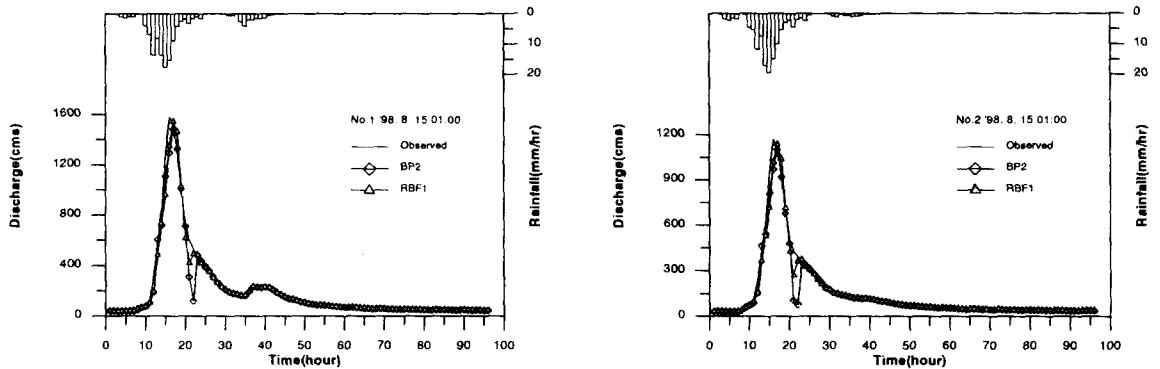 0
10
20
Rainfall(mm/hr)
1600
1200
800
400
0
Discharge(cms)
No.1 '98. 8. 15 01:00
Observed
BP2
RBF1
0 10 20 30 40 50 60 70 80 90 100
Time(hour)
0
10
20
Rainfall(mm/hr)
1200
900
600
300
0
Discharge(cms)
No.2 '98. 8. 15 01:00
Observed
BP2
RBF1
0 10 20 30 40 50 60 70 80 90 100
Time(hour)